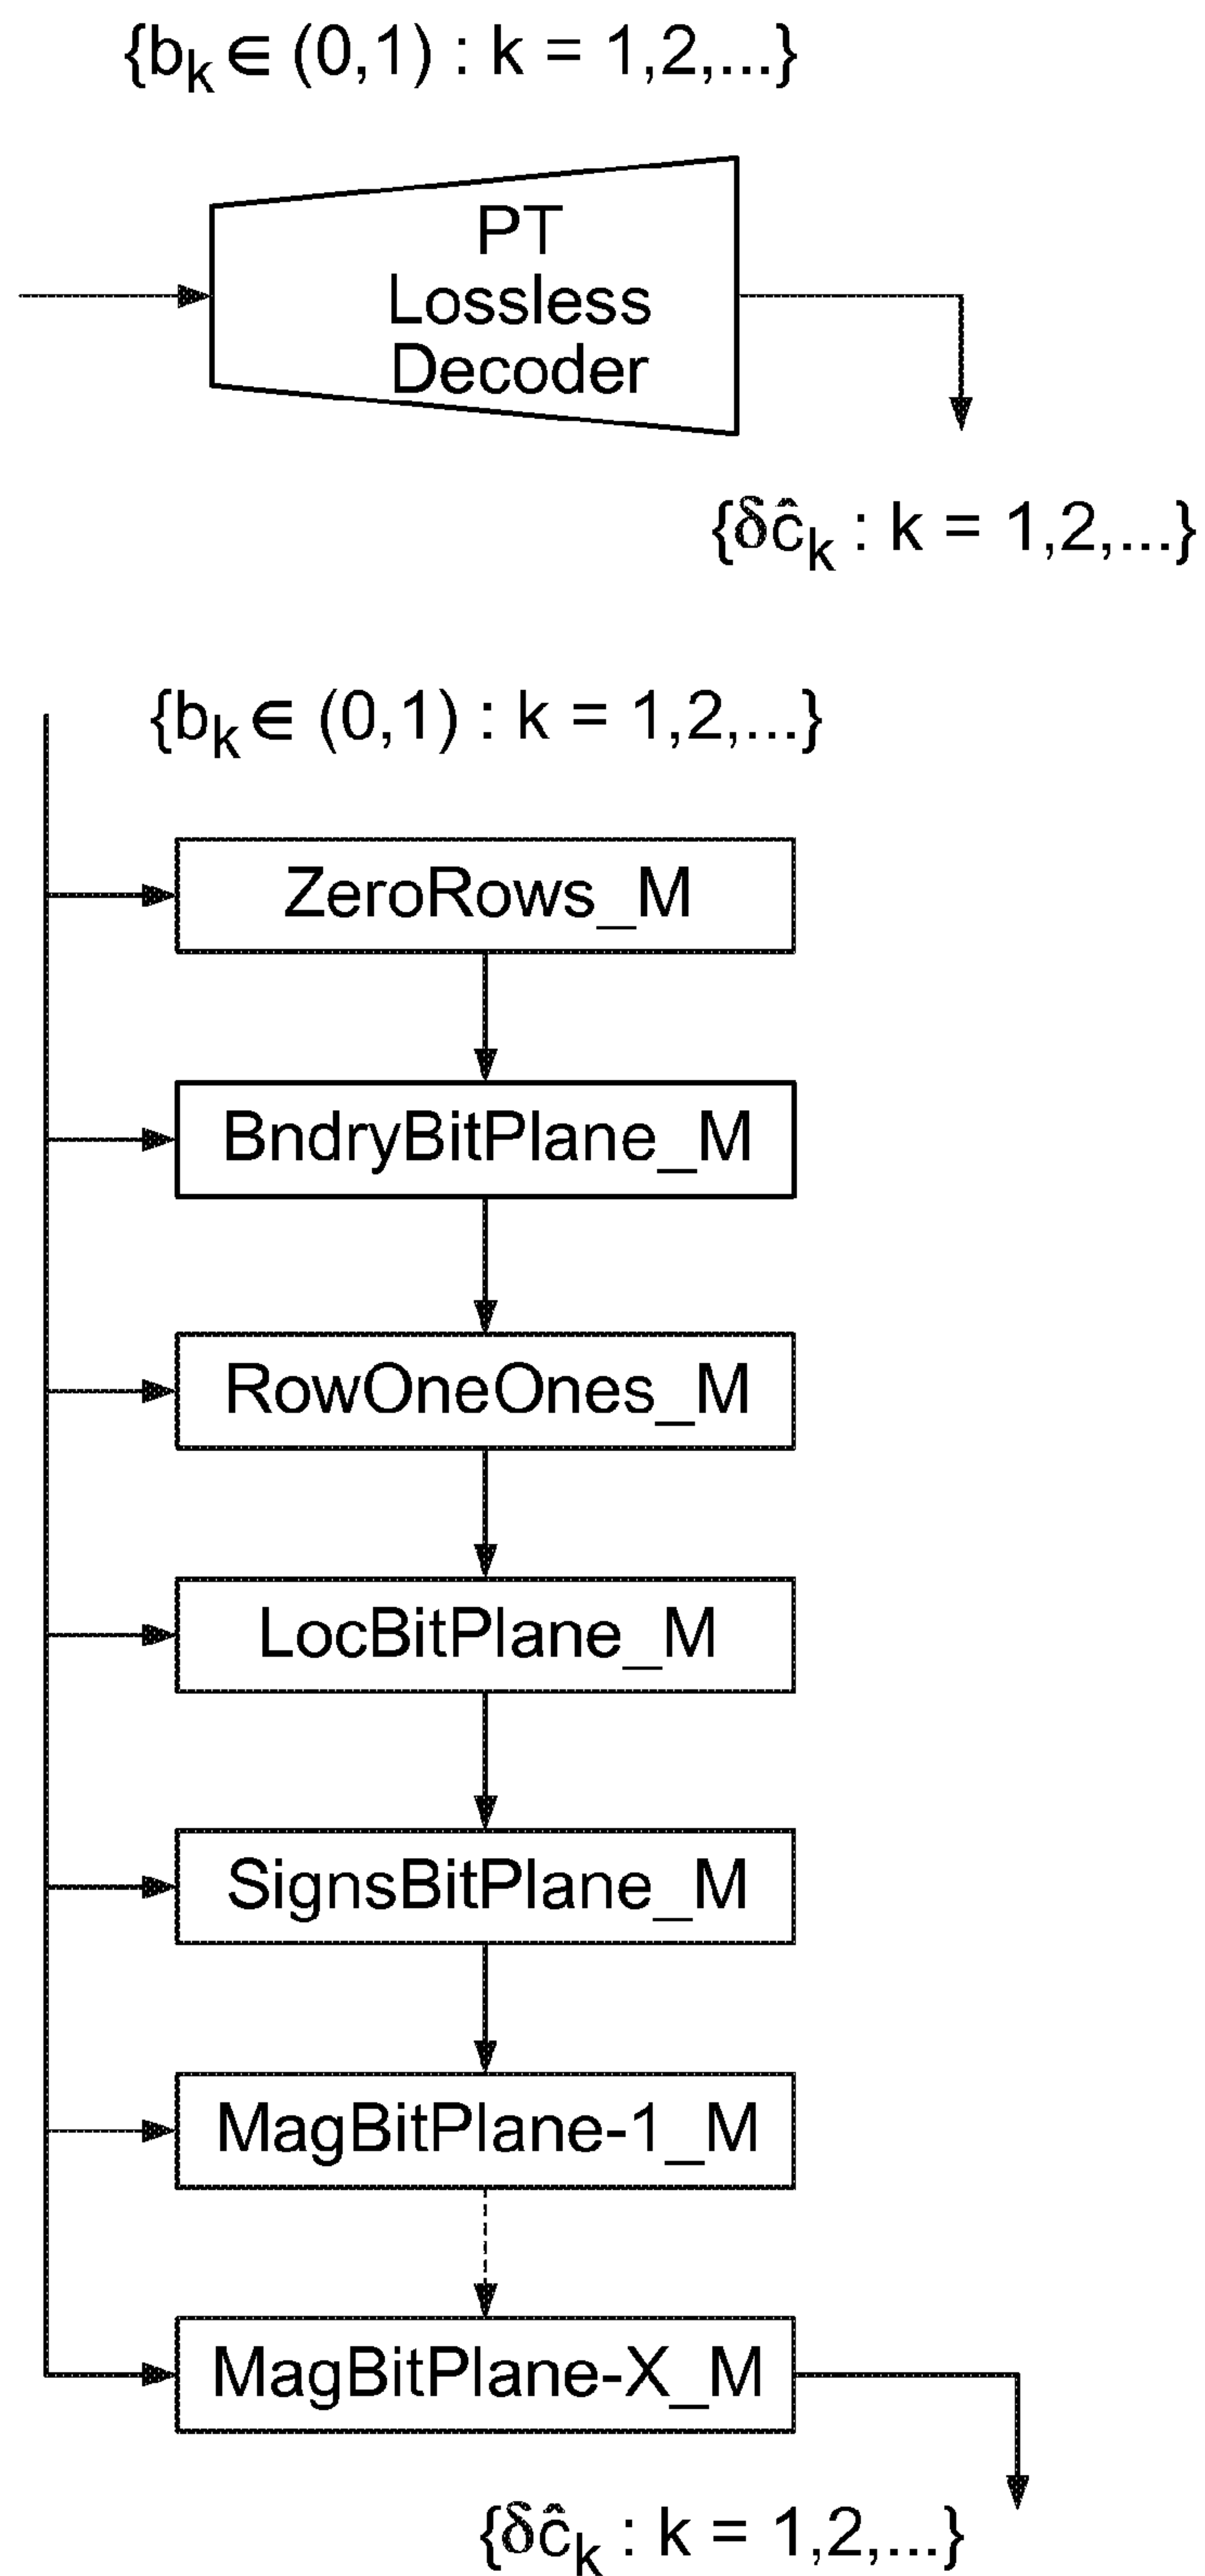 {b_k ∈ (0,1) : k = 1,2,...}
PT
Lossless
Decoder
{δĉ_k : k = 1,2,...}
{b_k ∈ (0,1) : k = 1,2,...}
ZeroRows_M
BndryBitPlane_M
RowOneOnes_M
LocBitPlane_M
SignsBitPlane_M
MagBitPlane-1_M
MagBitPlane-X_M
{δĉ_k : k = 1,2,...}